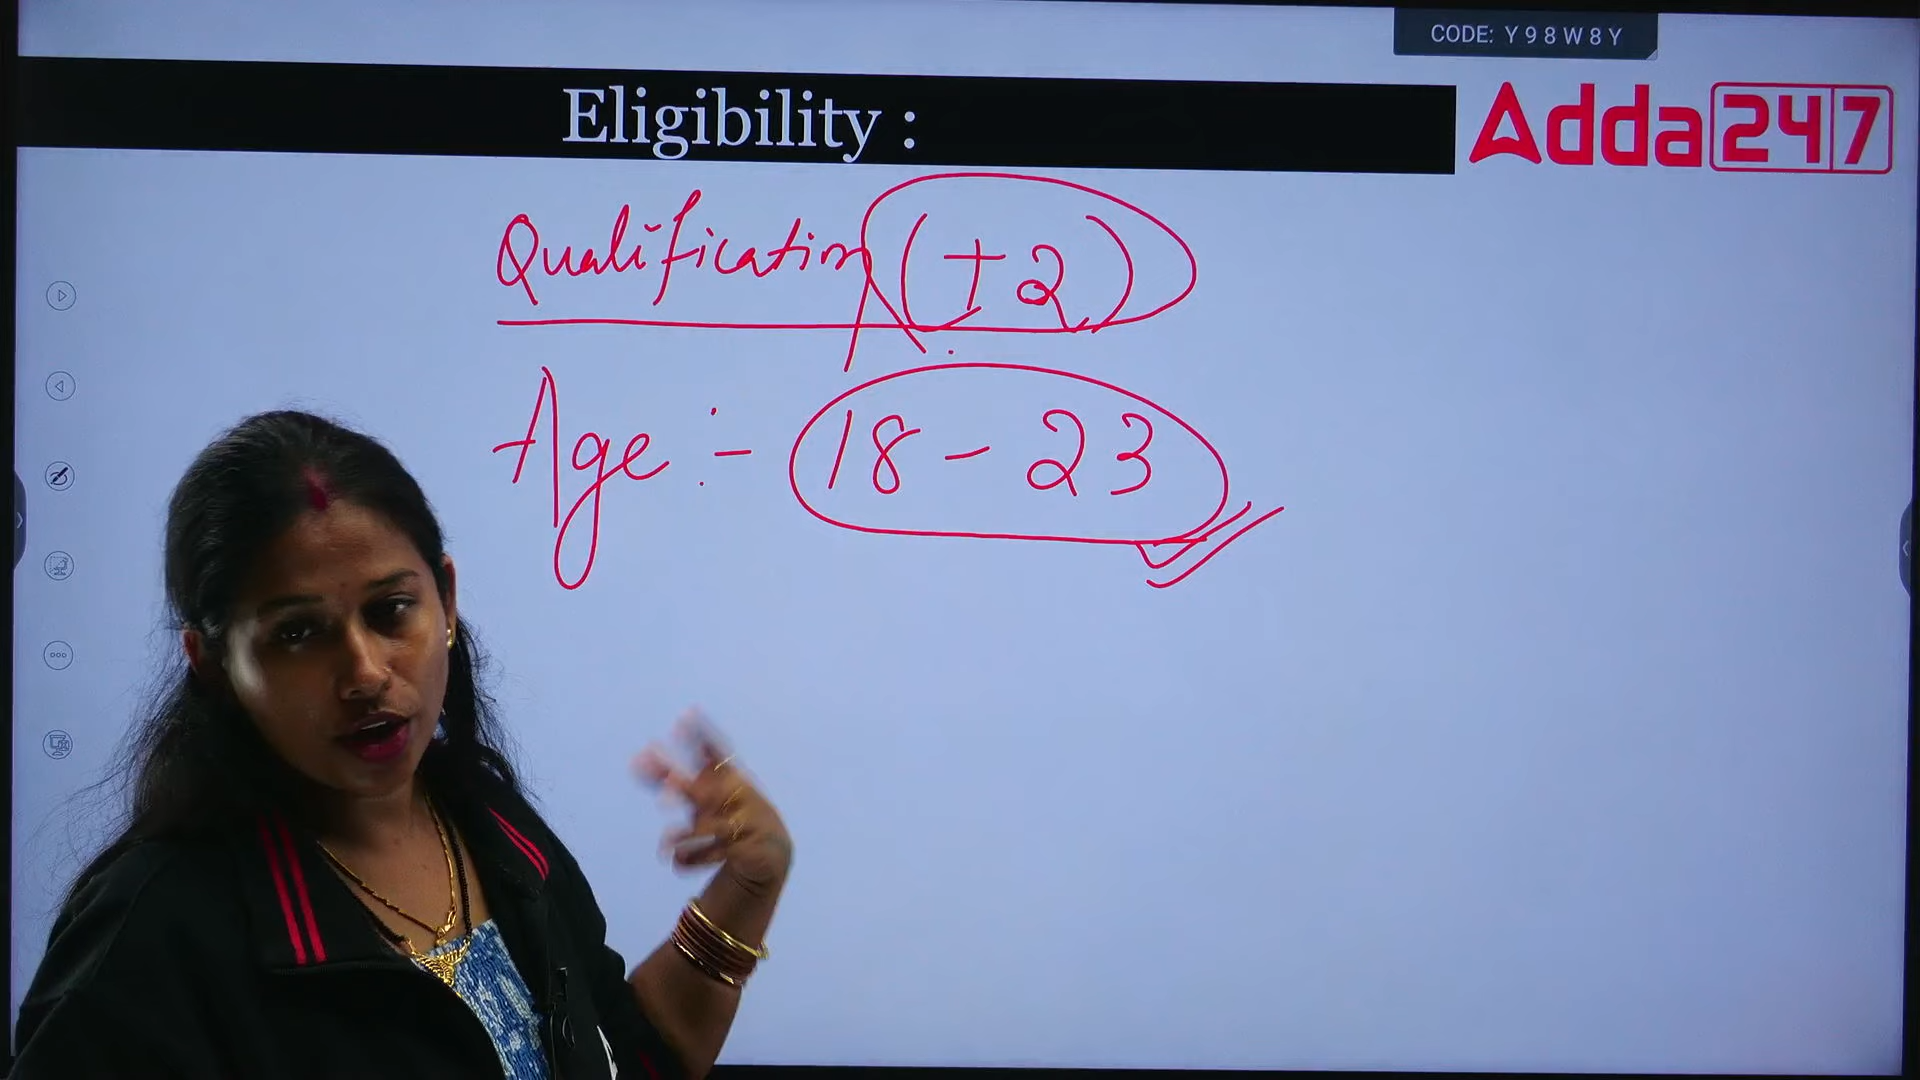 CODE: Y98W8Y
Eligibility :
Adda247
Qualification (+2)
Age :- 18 - 23